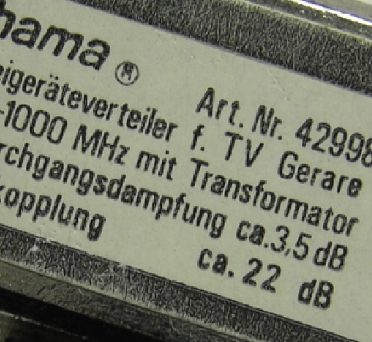 hama®
Art. Nr. 42998
eigeräteverteiler f. TV Gerare
-1000 MHz mit Transformator
rchgangsdampfung ca.3,5 dB
kopplung ca. 22 dB